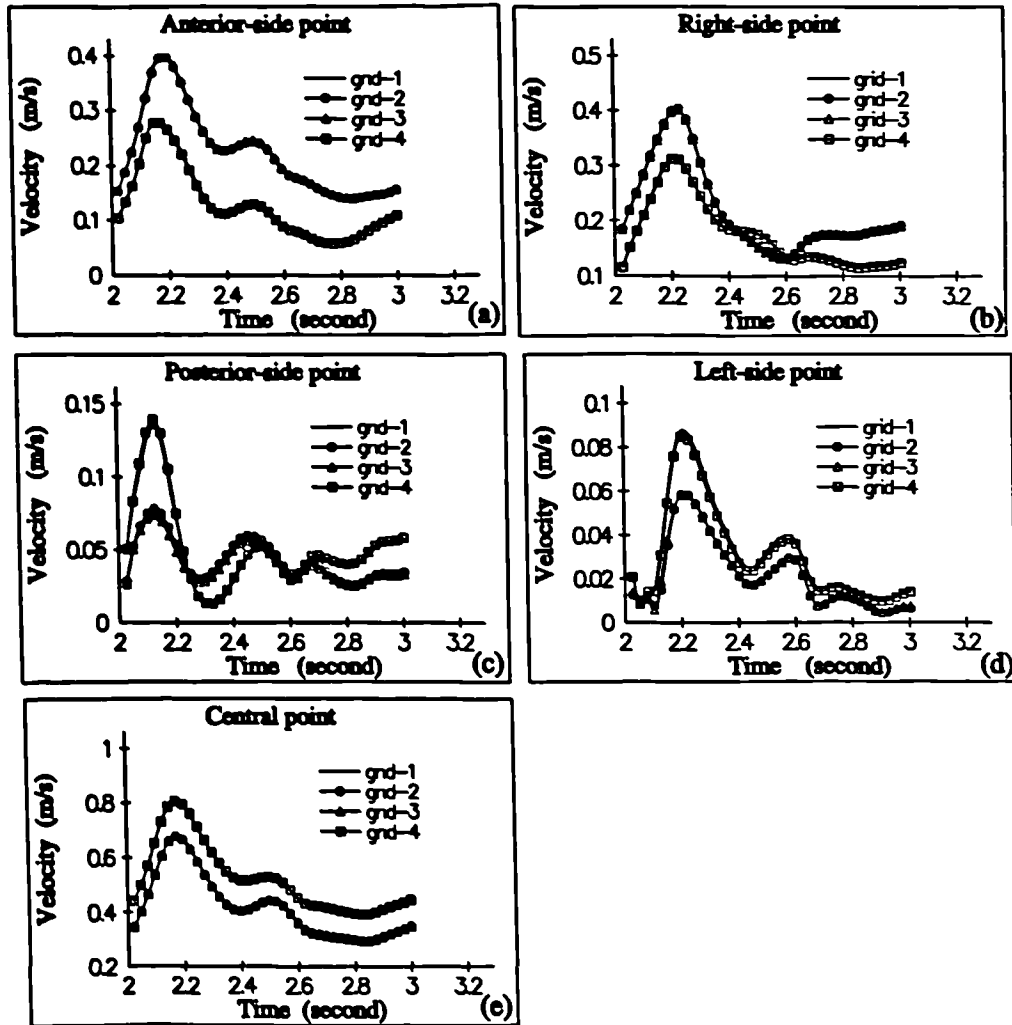 Anterior-side point
Velocity (m/s)
0.4
0.3
0.2
0.1
0
grid-1
grid-2
grid-3
grid-4
2 2.2 2.4 2.6 2.8 3 3.2
Time (second)
(a)
Right-side point
Velocity (m/s)
0.5
0.4
0.3
0.2
0.1
grid-1
grid-2
grid-3
grid-4
2 2.2 2.4 2.6 2.8 3 3.2
Time (second)
(b)
Posterior-side point
Velocity (m/s)
0.15
0.1
0.05
0
grid-1
grid-2
grid-3
grid-4
2 2.2 2.4 2.6 2.8 3 3.2
Time (second)
(c)
Left-side point
Velocity (m/s)
0.1
0.08
0.06
0.04
0.02
0
grid-1
grid-2
grid-3
grid-4
2 2.2 2.4 2.6 2.8 3 3.2
Time (second)
(d)
Central point
Velocity (m/s)
1
0.8
0.6
0.4
0.2
grid-1
grid-2
grid-3
grid-4
2 2.2 2.4 2.6 2.8 3 3.2
Time (second)
(e)